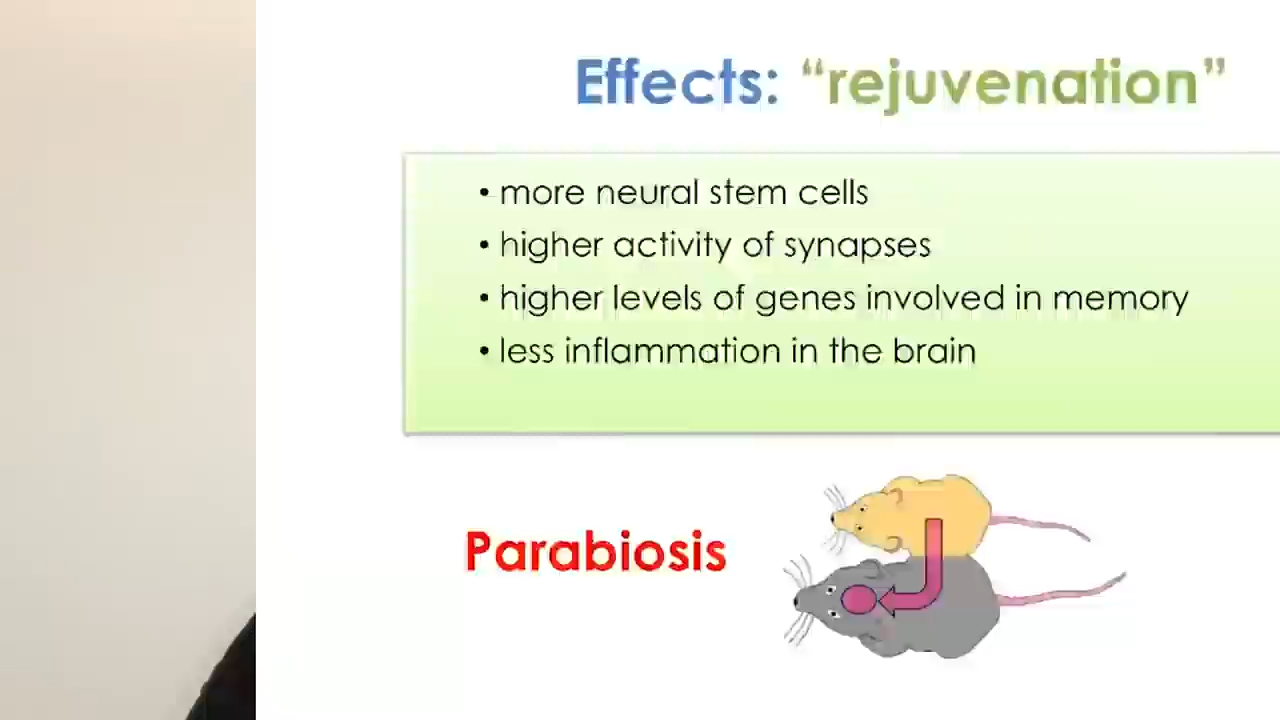 Effects: “rejuvenation”
• more neural stem cells
• higher activity of synapses
• higher levels of genes involved in memory
• less inflammation in the brain
Parabiosis